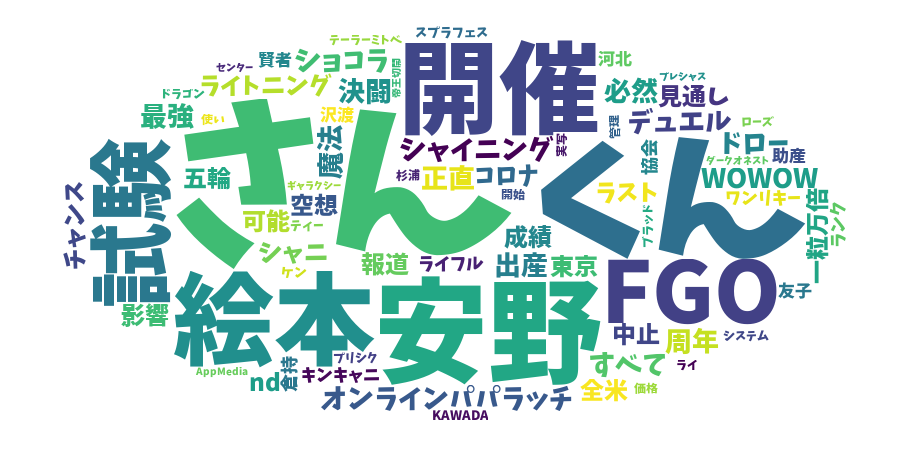 スプラフェス
テーラーミトベ
センター
賢者
ショコラ
帝王切開
開催
河北
ドラゴン
ライトニング
決闘
必然
プレシャス
見通し
最強
使い
沢渡
魔法
さん
くん
実写
管理
デュエル
ローズ
試験
シャイニング
協会
ドロー
助産
ダークオネスト
五輪
杉浦
正直
コロナ
開始
ラスト
WOWOW
チャンス
ギャラクシー
空想
ワンリキー
一粒万倍
可能
ティー
ブラッド
ランク
シャニ
成績
ケン
報道
ライフル
出産
東京
FGO
友子
影響
絵本
安野
中止
周年
システム
AppMedia
nd
倉持
プリシク
キンキャニ
すべて
ライ
オンラインパパラッチ
全米
価格
KAWADA